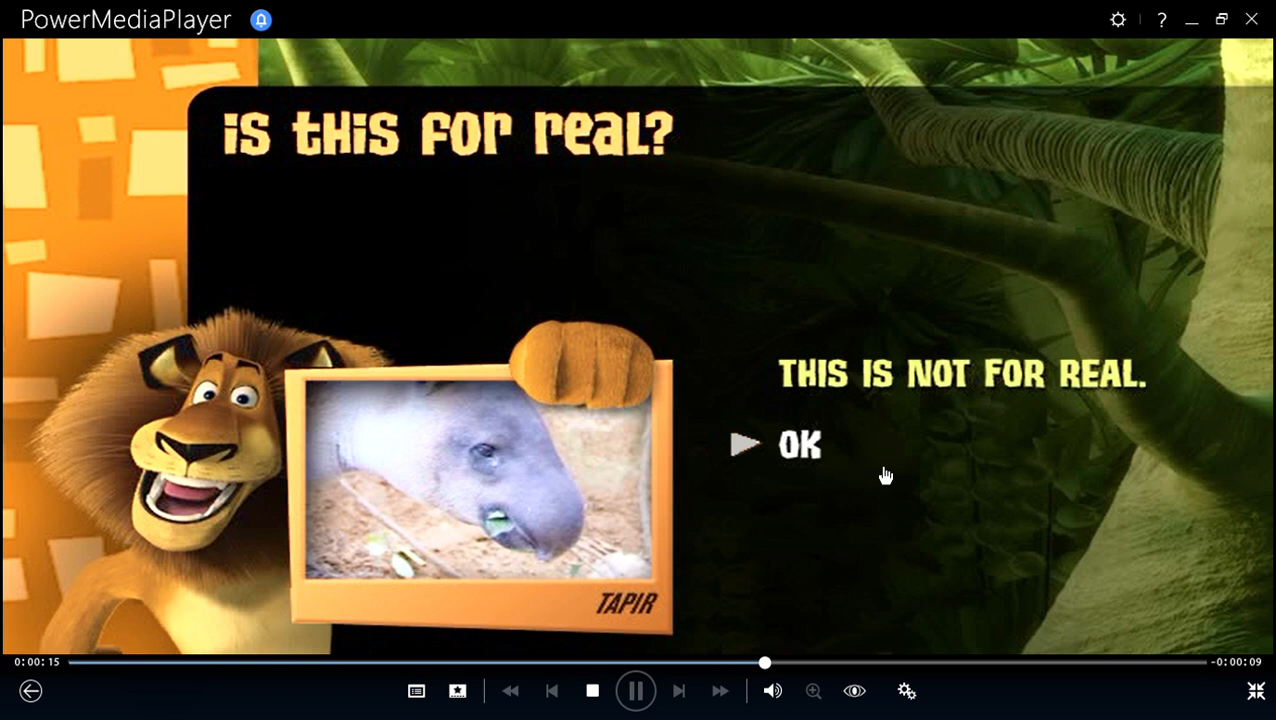 PowerMediaPlayer
?
is this for real?
THIS IS NOT FOR REAL.
OK
TAPIR
0:00:15
-0:00:09